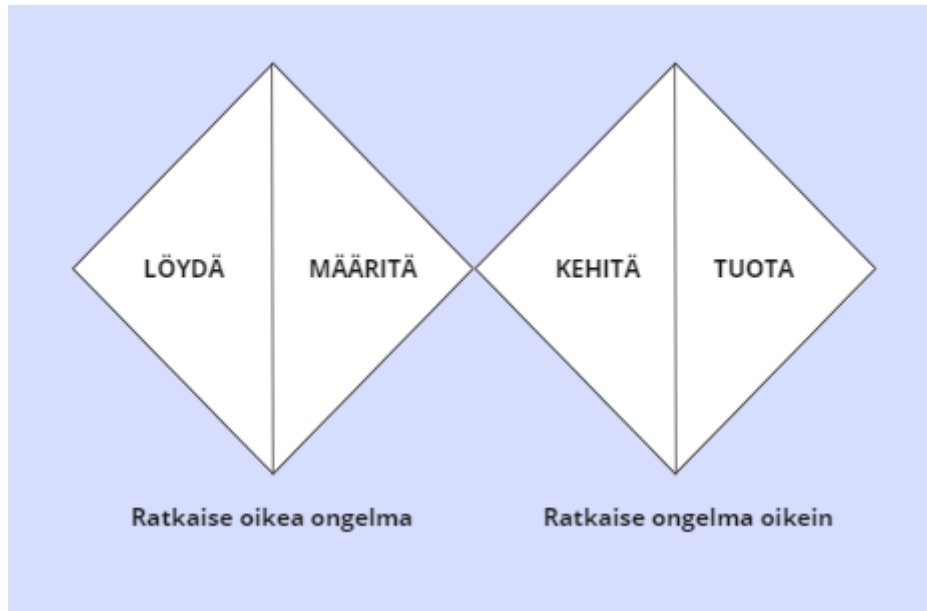 LÖYDÄ
MÄÄRITÄ
KEHITÄ
TUOTA
Ratkaise oikea ongelma
Ratkaise ongelma oikein